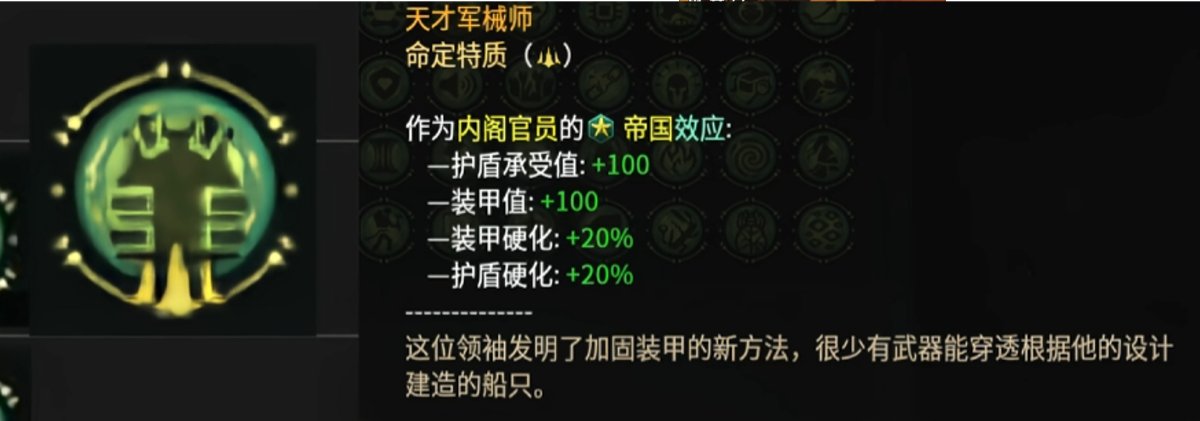 天才军械师
命定特质（）
作为内阁官员的 帝国效应:
—护盾承受值: +100
—装甲值: +100
—装甲硬化: +20%
—护盾硬化: +20%
--------------
这位领袖发明了加固装甲的新方法，很少有武器能穿透根据他的设计
建造的船只。